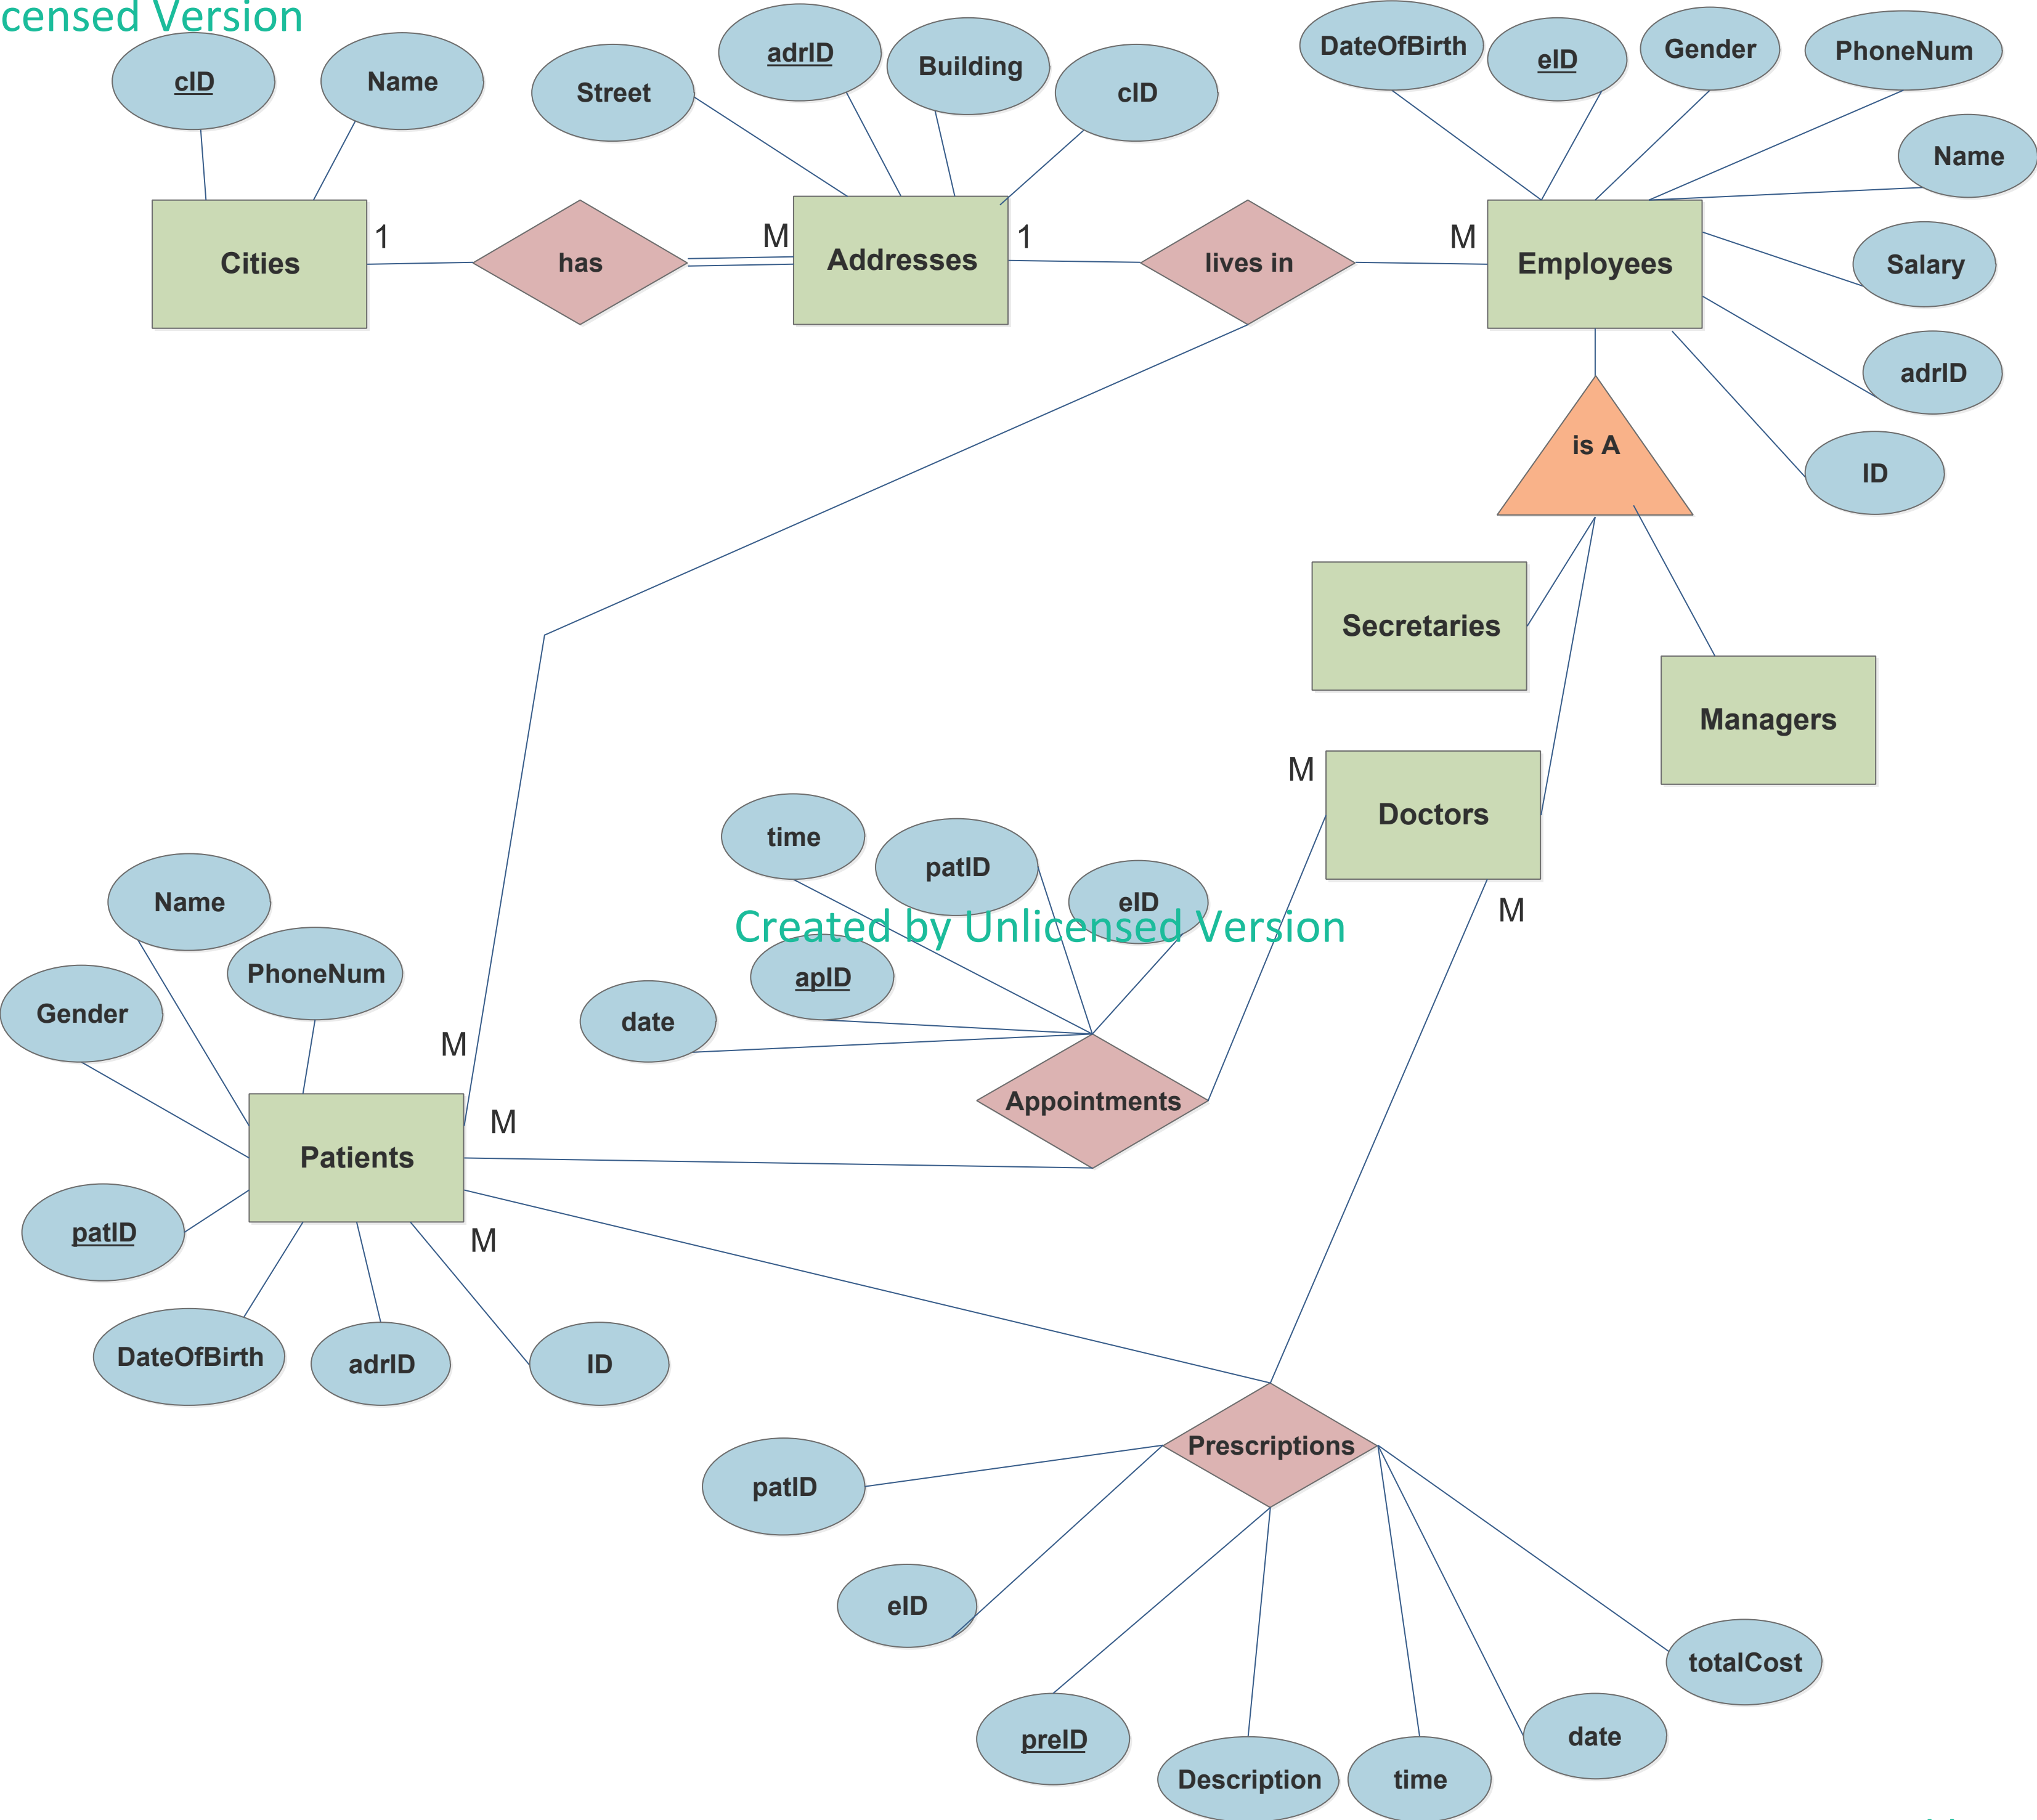 censed Version
cID
Name
Street
adrID
Building
cID
DateOfBirth
eID
Gender
PhoneNum
Name
Salary
adrID
ID
Cities
1
has
M
Addresses
1
lives in
M
Employees
is A
Secretaries
Managers
M
Doctors
M
time
patID
eID
Created by Unlicensed Version
apID
date
Appointments
Name
PhoneNum
Gender
M
M
Patients
M
patID
DateOfBirth
adrID
ID
Prescriptions
patID
eID
preID
Description
time
date
totalCost